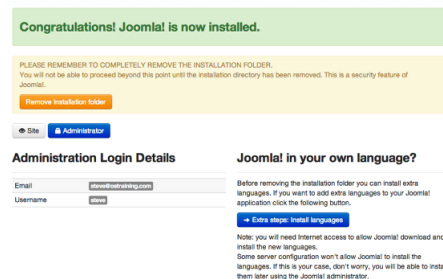 Congratulations! Joomla! is now installed.
PLEASE REMEMBER TO COMPLETELY REMOVE THE INSTALLATION FOLDER.
You will not be able to proceed beyond this point until the installation directory has been removed. This is a security feature of
Joomla!.
Remove installation folder
Site Administrator
Administration Login Details
Email steve@ostraining.com
Username steve
Joomla! in your own language?
Before removing the installation folder you can install extra
languages. If you want to add extra languages to your Joomla!
application click the following button.
→ Extra steps: Install languages
Note: you will need Internet access to allow Joomla! download and
install the new languages.
Some server configuration won't allow Joomla! to install the
languages. If this is your case, don't worry, you will be able to insta
them later using the Joomla! administrator.